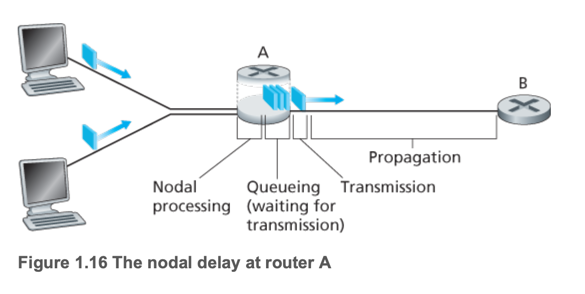 A
B
Propagation
Nodal
processing
Queueing
(waiting for
transmission)
Transmission
Figure 1.16 The nodal delay at router A